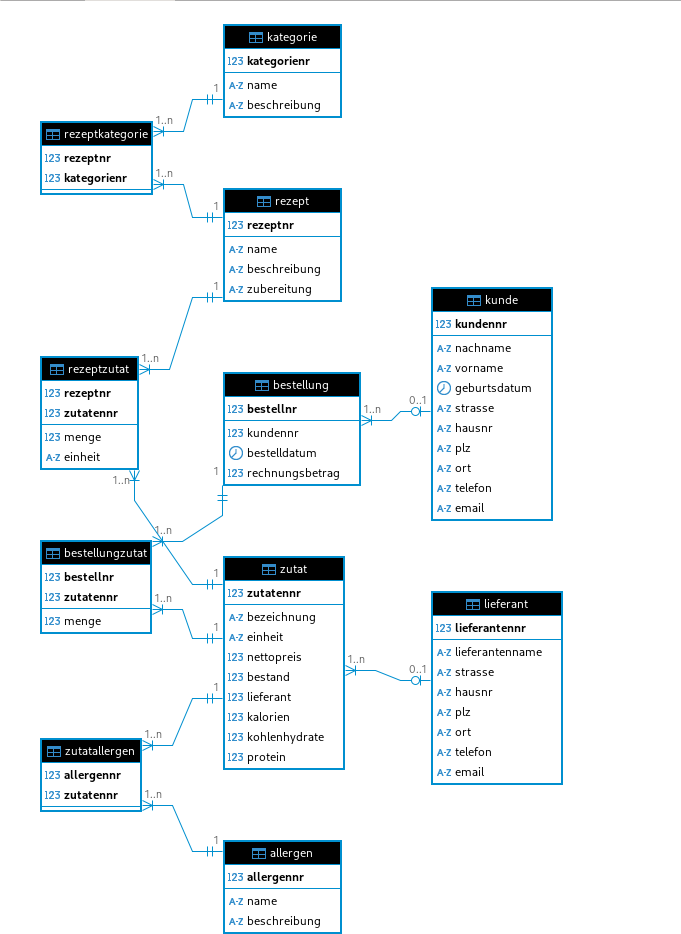 kategorie
123 kategorienr
A-Z name
A-Z beschreibung
1
1..n
rezeptkategorie
123 rezeptnr
123 kategorienr
1..n
1
rezept
123 rezeptnr
A-Z name
A-Z beschreibung
A-Z zubereitung
1
1..n
kunde
123 kundennr
A-Z nachname
A-Z vorname
geburtsdatum
A-Z strasse
A-Z hausnr
A-Z plz
A-Z ort
A-Z telefon
A-Z email
rezeptzutat
123 rezeptnr
123 zutatennr
123 menge
A-Z einheit
1..n
bestellung
123 bestellnr
123 kundennr
bestelldatum
123 rechnungsbetrag
1..n
0..1
1
1..n
bestellungzutat
123 bestellnr
123 zutatennr
123 menge
1..n
1
1
zutat
123 zutatennr
A-Z bezeichnung
A-Z einheit
123 nettopreis
123 bestand
123 lieferant
123 kalorien
123 kohlenhydrate
123 protein
1..n
0..1
lieferant
123 lieferantennr
A-Z lieferantenname
A-Z strasse
A-Z hausnr
A-Z plz
A-Z ort
A-Z telefon
A-Z email
1
1..n
zutatallergen
123 allergennr
123 zutatennr
1..n
1
allergen
123 allergennr
A-Z name
A-Z beschreibung